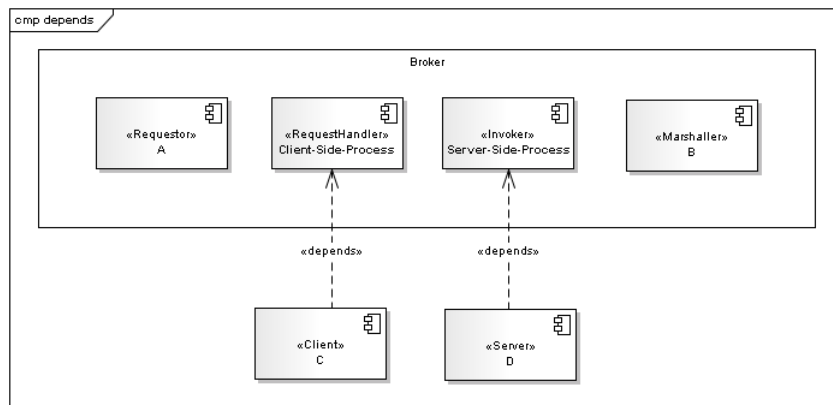 cmp depends
Broker
«Requestor»
A
«RequestHandler»
Client-Side-Process
«Invoker»
Server-Side-Process
«Marshaller»
B
«depends»
«depends»
«Client»
C
«Server»
D